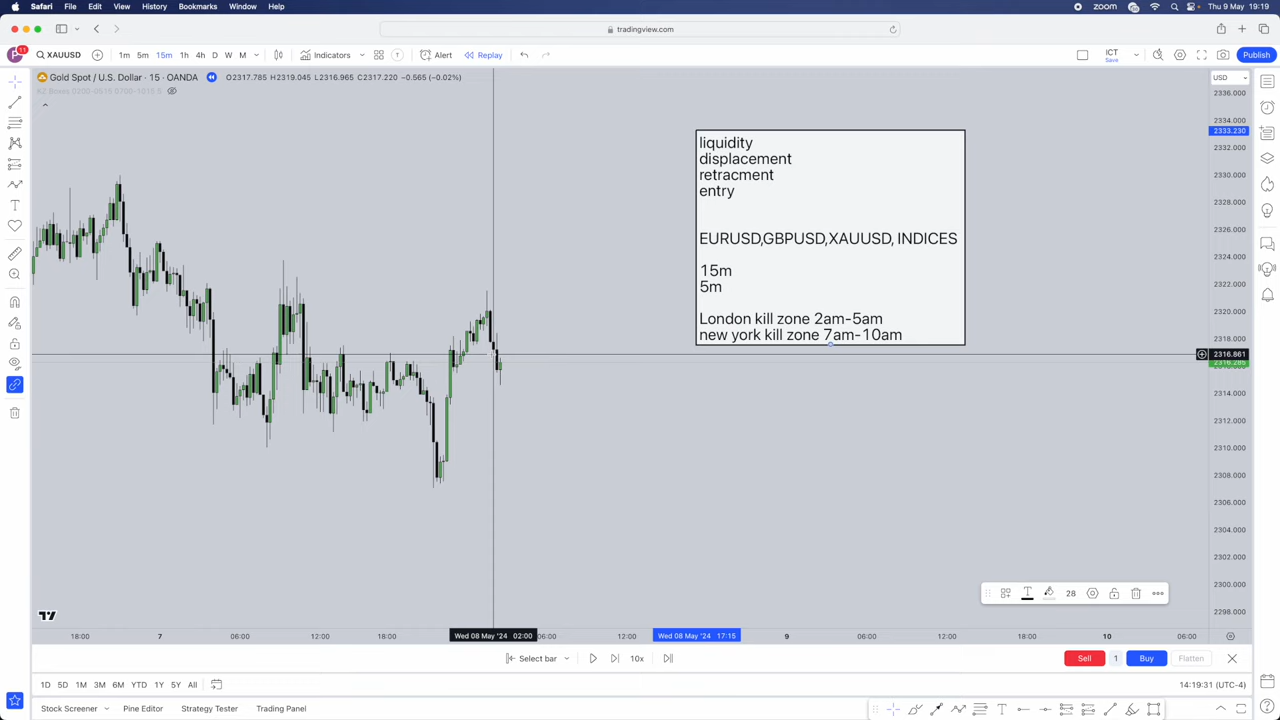 Safari File Edit View History Bookmarks Window Help
zoom Thu 9 May 19:19
tradingview.com
11 XAUUSD 1m 5m 15m 1h 4h D W M Indicators Alert Replay ICT Save Publish
Gold Spot / U.S. Dollar · 15 · OANDA O2317.785 H2319.045 L2316.965 C2317.220 −0.565 (−0.02%)
USD
2336.000
2334.000
2333.230
2332.000
2330.000
2328.000
2326.000
2324.000
2322.000
2320.000
2318.000
2316.861
2314.000
2312.000
2310.000
2308.000
2306.000
2304.000
2302.000
2300.000
2298.000
liquidity
displacement
retracment
entry
EURUSD,GBPUSD,XAUUSD, INDICES
15m
5m
London kill zone 2am-5am
new york kill zone 7am-10am
28
18:00 7 06:00 12:00 18:00 Wed 08 May '24 02:00 06:00 12:00 Wed 08 May '24 17:15 9 06:00 12:00 18:00 10 06:00
Select bar 10x Sell 1 Buy Flatten
1D 5D 1M 3M 6M YTD 1Y 5Y All 14:19:31 (UTC-4)
Stock Screener Pine Editor Strategy Tester Trading Panel